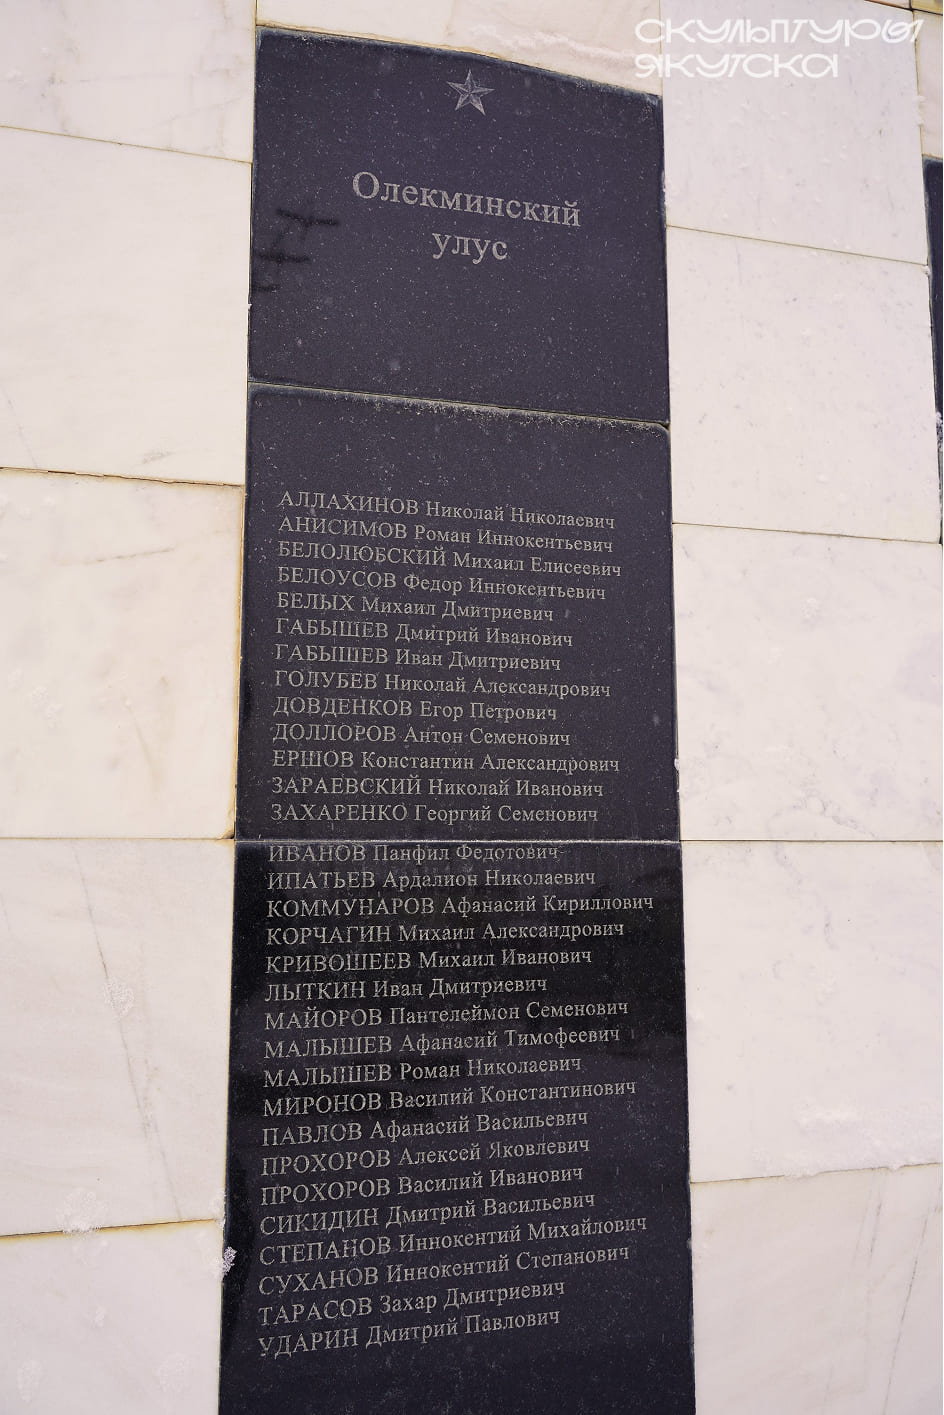 СКУЛЬПТУРЫ
ЯКУТСКА
Олекминский
улус
АЛЛАХИНОВ Николай Николаевич
АНИСИМОВ Роман Иннокентьевич
БЕЛОЛЮБСКИЙ Михаил Елисеевич
БЕЛОУСОВ Федор Иннокентьевич
БЕЛЫХ Михаил Дмитриевич
ГАБЫШЕВ Дмитрий Иванович
ГАБЫШЕВ Иван Дмитриевич
ГОЛУБЕВ Николай Александрович
ДОВДЕНКОВ Егор Петрович
ДОЛЛОРОВ Антон Семенович
ЕРШОВ Константин Александрович
ЗАРАЕВСКИЙ Николай Иванович
ЗАХАРЕНКО Георгий Семенович
ИВАНОВ Панфил Федотович
ИПАТЬЕВ Ардалион Николаевич
КОММУНАРОВ Афанасий Кириллович
КОРЧАГИН Михаил Александрович
КРИВОШЕЕВ Михаил Иванович
ЛЫТКИН Иван Дмитриевич
МАЙОРОВ Пантелеймон Семенович
МАЛЫШЕВ Афанасий Тимофеевич
МАЛЫШЕВ Роман Николаевич
МИРОНОВ Василий Константинович
ПАВЛОВ Афанасий Васильевич
ПРОХОРОВ Алексей Яковлевич
ПРОХОРОВ Василий Иванович
СИКИДИН Дмитрий Васильевич
СТЕПАНОВ Иннокентий Михайлович
СУХАНОВ Иннокентий Степанович
ТАРАСОВ Захар Дмитриевич
УДАРИН Дмитрий Павлович